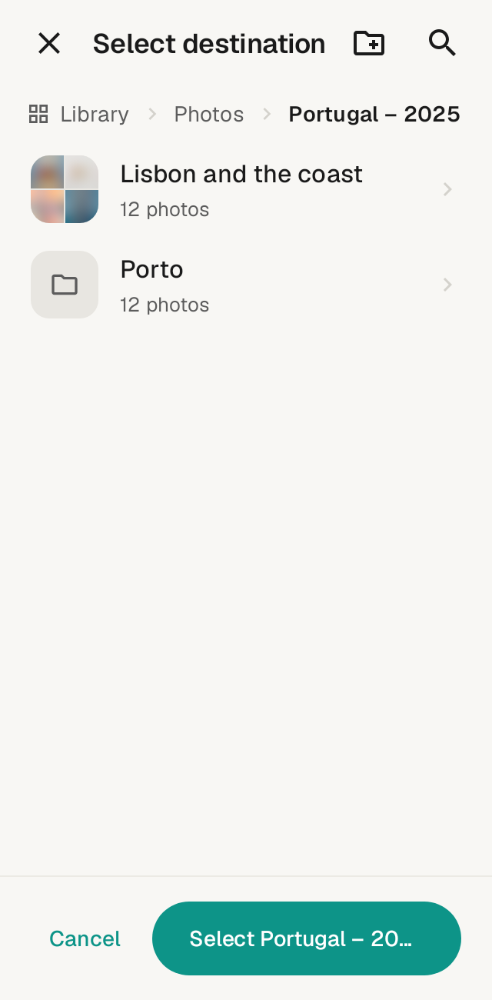 Select destination
Library Photos Portugal – 2025
Lisbon and the coast
12 photos
Porto
12 photos
Cancel Select Portugal – 20...